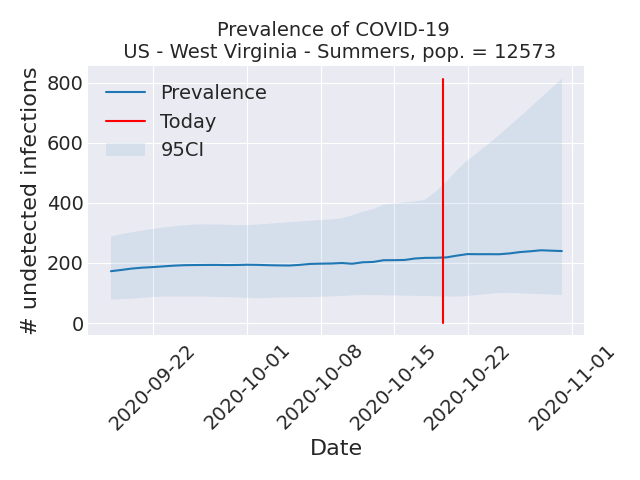 Prevalence of COVID-19
US - West Virginia - Summers, pop. = 12573
# undetected infections
800
600
400
200
0
Prevalence
Today
95CI
2020-09-22
2020-10-01
2020-10-08
2020-10-15
2020-10-22
2020-11-01
Date